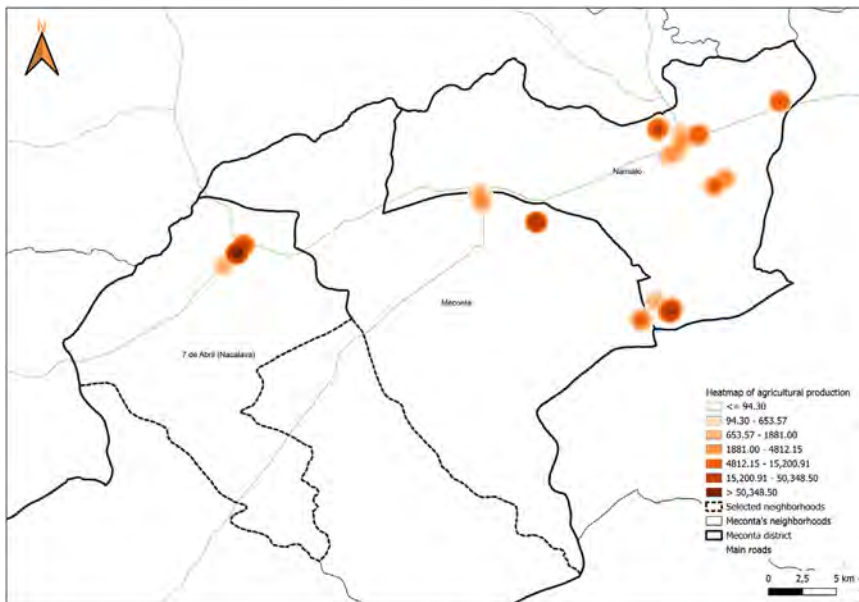 N
Namialo
Meconta
7 de Abril (Nacalava)
Heatmap of agricultural production
<= 94.30
94.30 - 653.57
653.57 - 1881.00
1881.00 - 4812.15
4812.15 - 15,200.91
15,200.91 - 50,348.50
> 50,348.50
Selected neighborhoods
Meconta's neighborhoods
Meconta district
Main roads
0 2,5 5 km